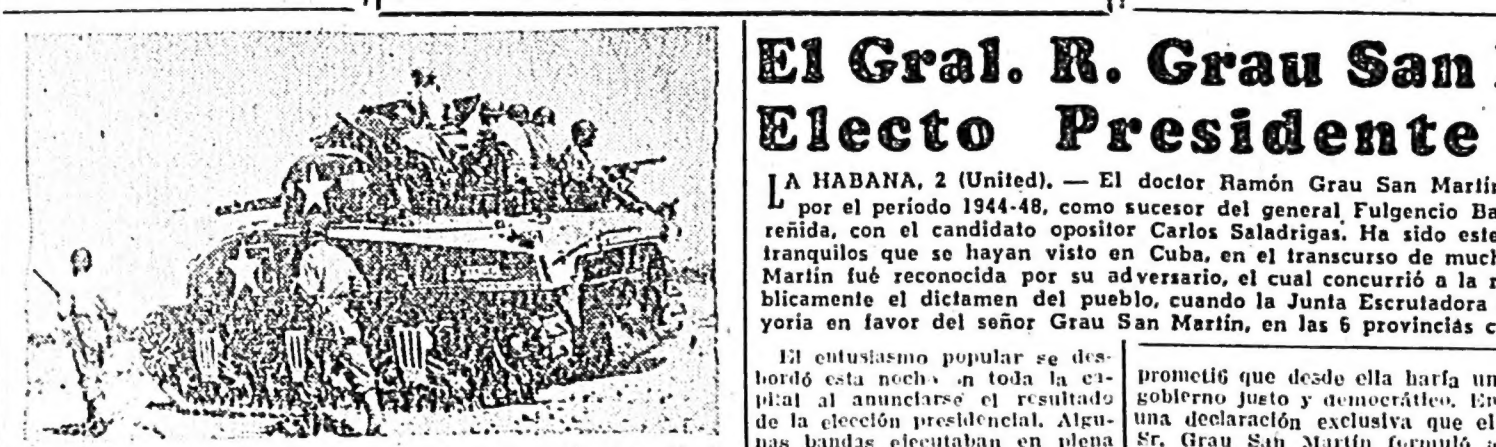 El Gral. R. Grau San
Electo Presidente
LA HABANA, 2 (United). — El doctor Ramón Grau San Martín
por el período 1944-48, como sucesor del general Fulgencio Ba
reñida, con el candidato opositor Carlos Saladrigas. Ha sido este
tranquilos que se hayan visto en Cuba, en el transcurso de much
Martín fué reconocida por su adversario, el cual concurrió a la
blicamente el dictamen del pueblo, cuando la Junta Escrutadora
yoría en favor del señor Grau San Martín, en las 6 provincias c
El entusiasmo popular se des-
bordó esta noche en toda la ca-
pital al anunciarse el resultado
de la elección presidencial. Algu-
nas bandas ejecutaban en plena
prometió que desde ella haría un
gobierno justo y democrático. En
una declaración exclusiva que el
Sr. Grau San Martín formuló